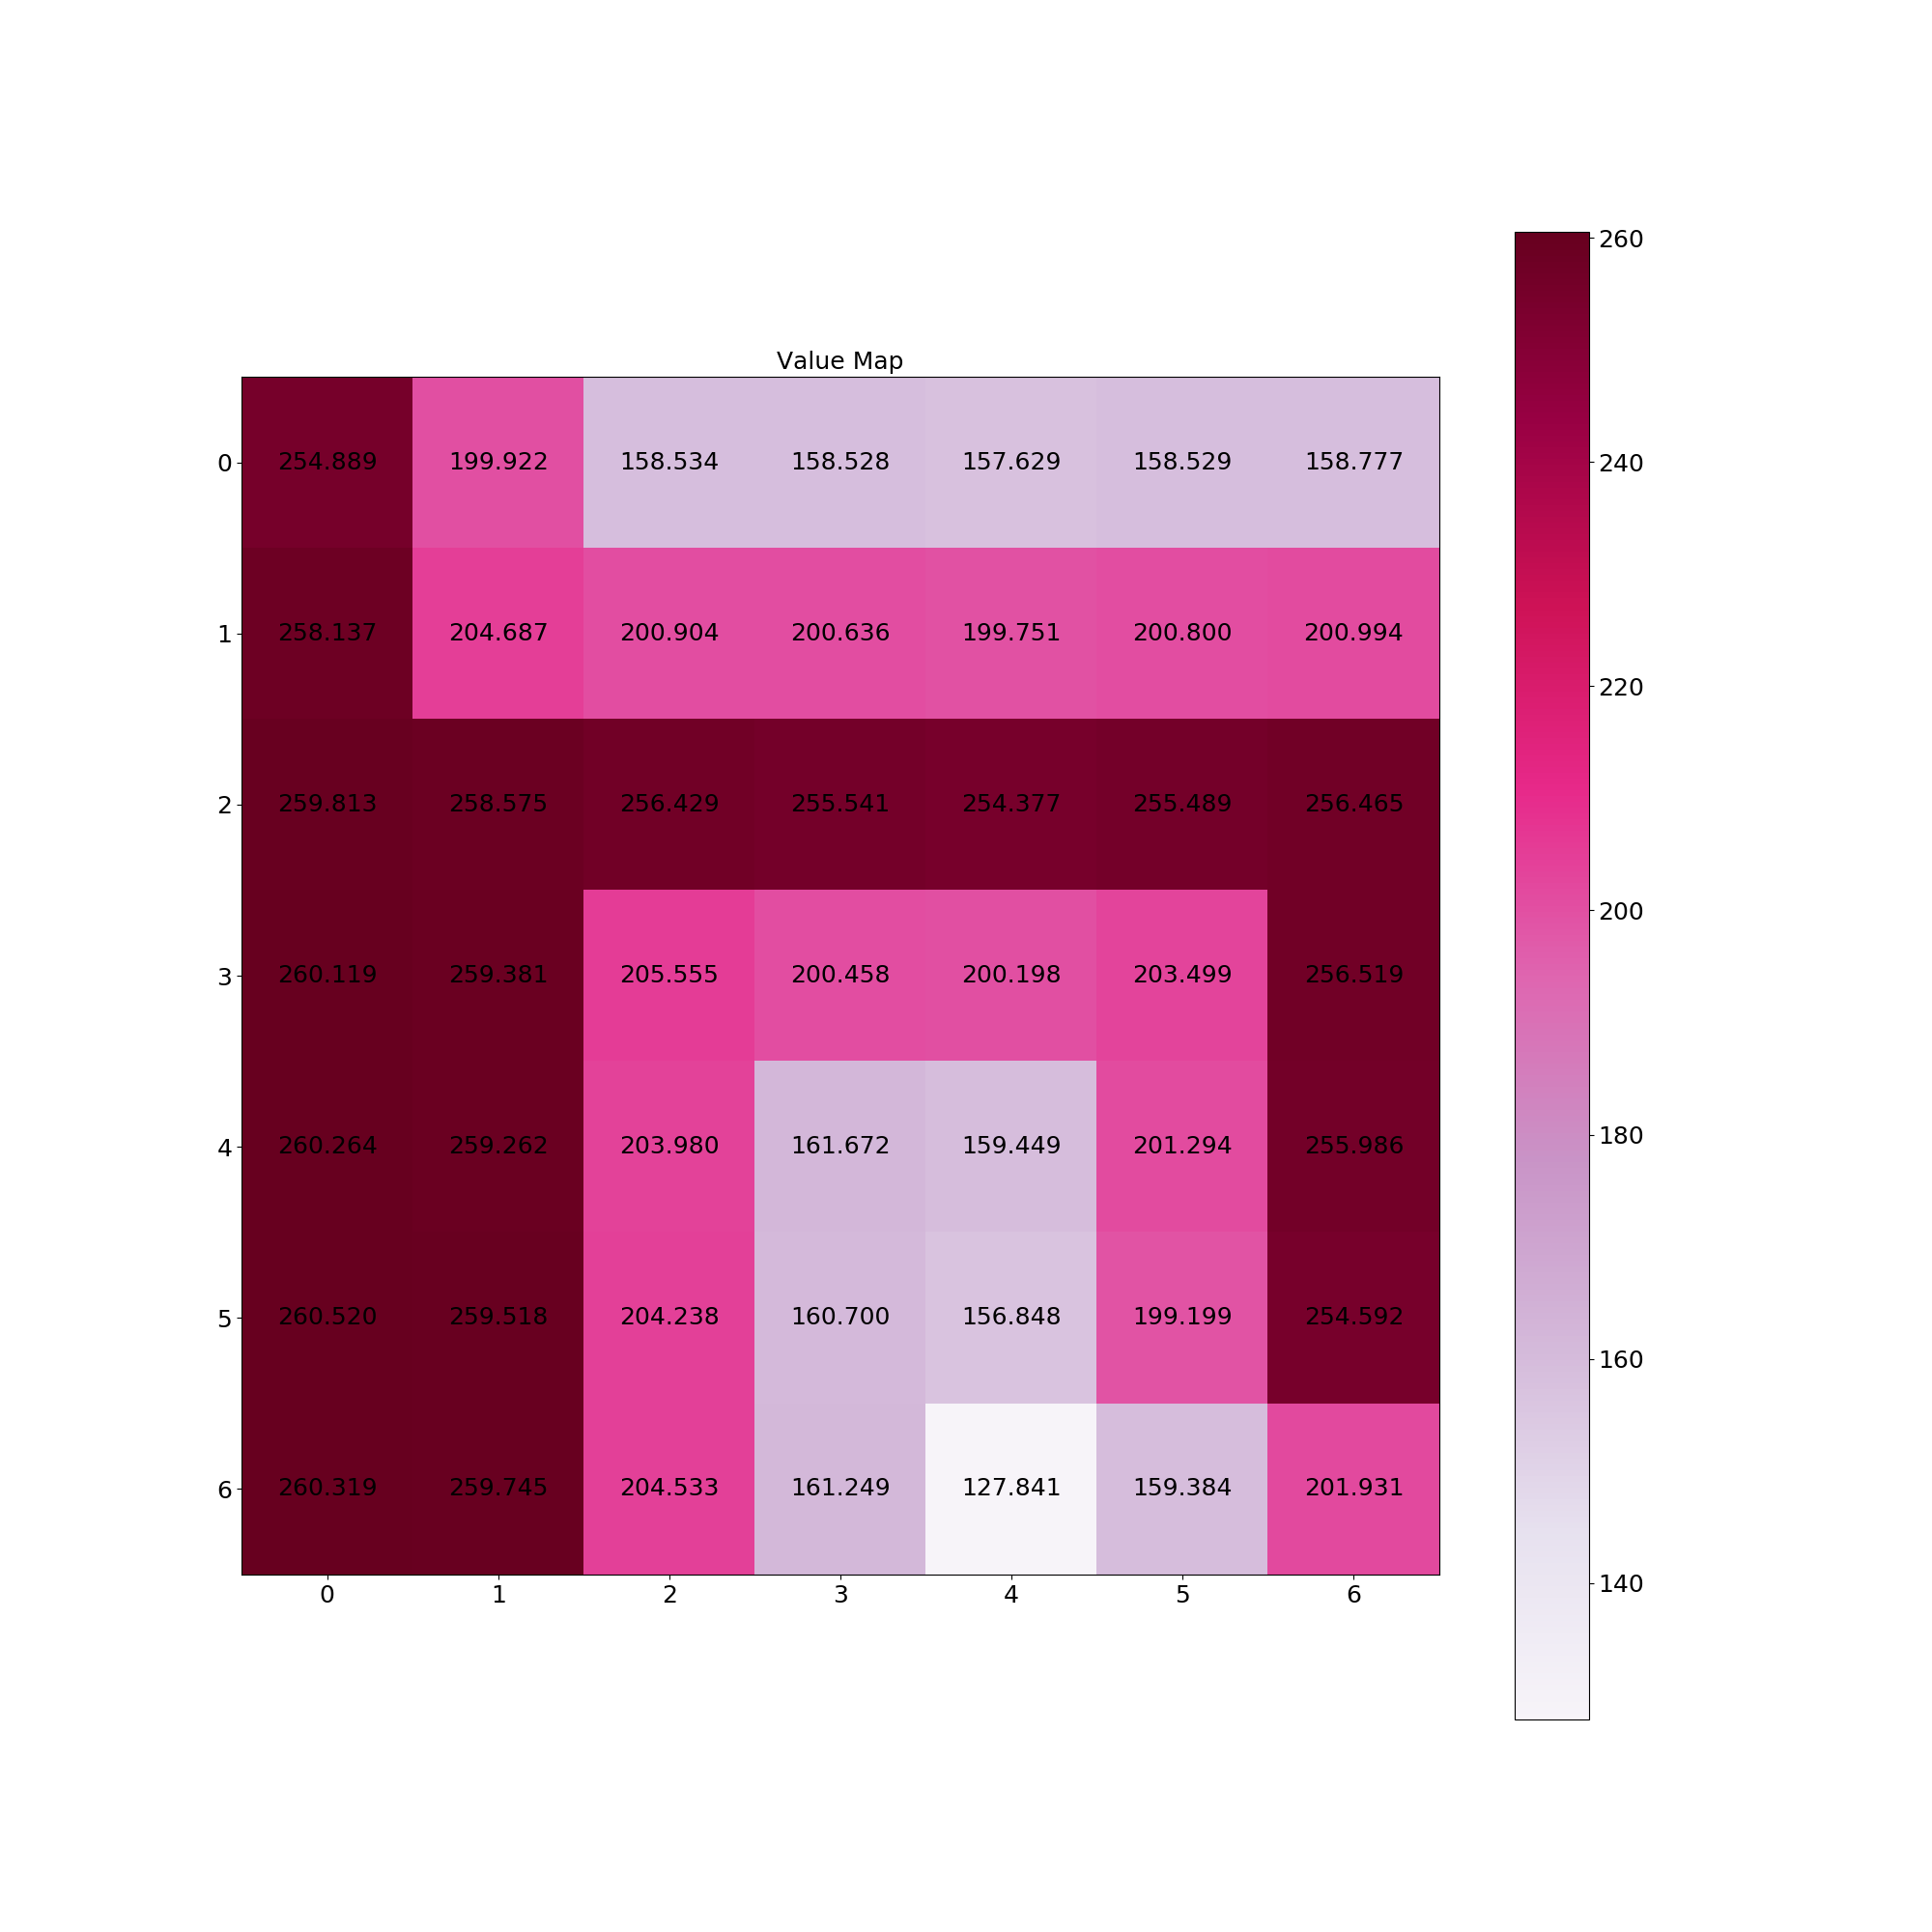 Value Map
260
0 254.889 199.922 158.534 158.528 157.629 158.529 158.777 240
1 258.137 204.687 200.904 200.636 199.751 200.800 200.994
220
2 259.813 258.575 256.429 255.541 254.377 255.489 256.465
200
3 260.119 259.381 205.555 200.458 200.198 203.499 256.519
4 260.264 259.262 203.980 161.672 159.449 201.294 255.986 180
5 260.520 259.518 204.238 160.700 156.848 199.199 254.592
160
6 260.319 259.745 204.533 161.249 127.841 159.384 201.931
140
0 1 2 3 4 5 6